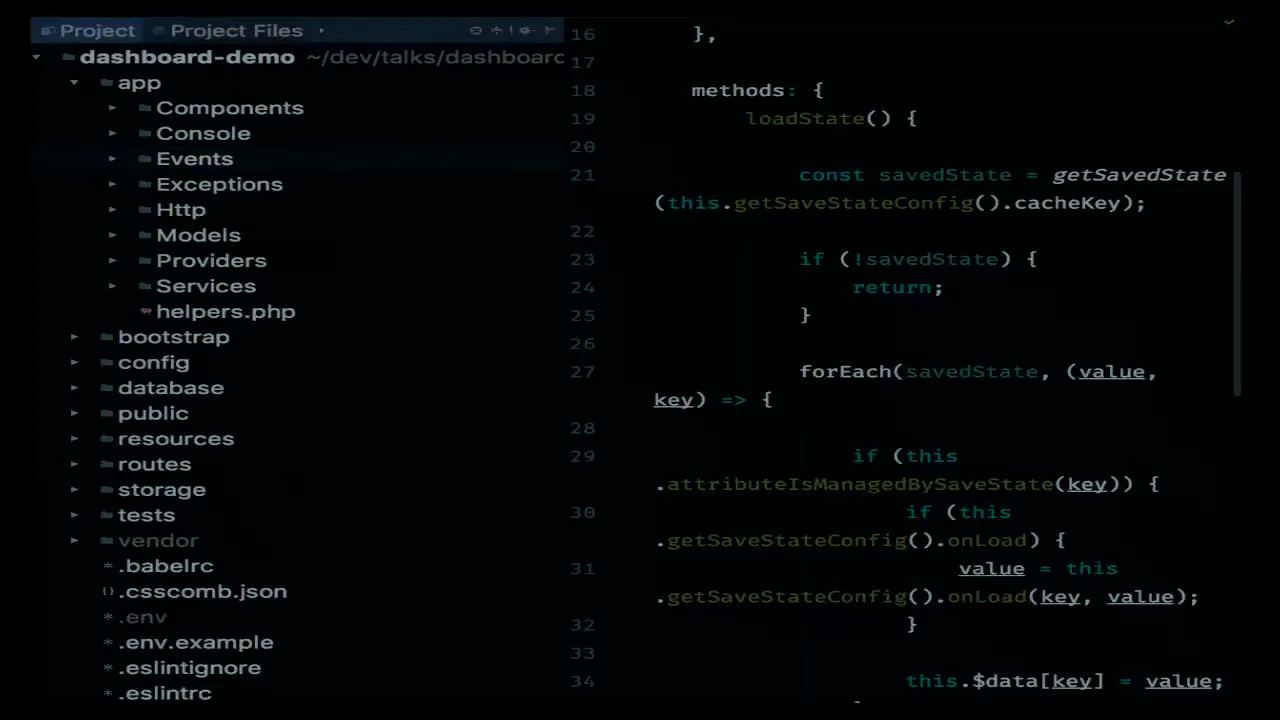 Project Project Files
dashboard-demo ~/dev/talks/dashboard
app
Components
Console
Events
Exceptions
Http
Models
Providers
Services
helpers.php
bootstrap
config
database
public
resources
routes
storage
tests
vendor
.babelrc
.csscomb.json
.env
.env.example
.eslintignore
.eslintrc
16 },
17
18 methods: {
19 loadState() {
20
21 const savedState = getSavedState
(this.getSaveStateConfig().cacheKey);
22
23 if (!savedState) {
24 return;
25 }
26
27 forEach(savedState, (value,
key) => {
28
29 if (this
.attributeIsManagedBySaveState(key)) {
30 if (this
.getSaveStateConfig().onLoad) {
31 value = this
.getSaveStateConfig().onLoad(key, value);
32 }
33
34 this.$data[key] = value;